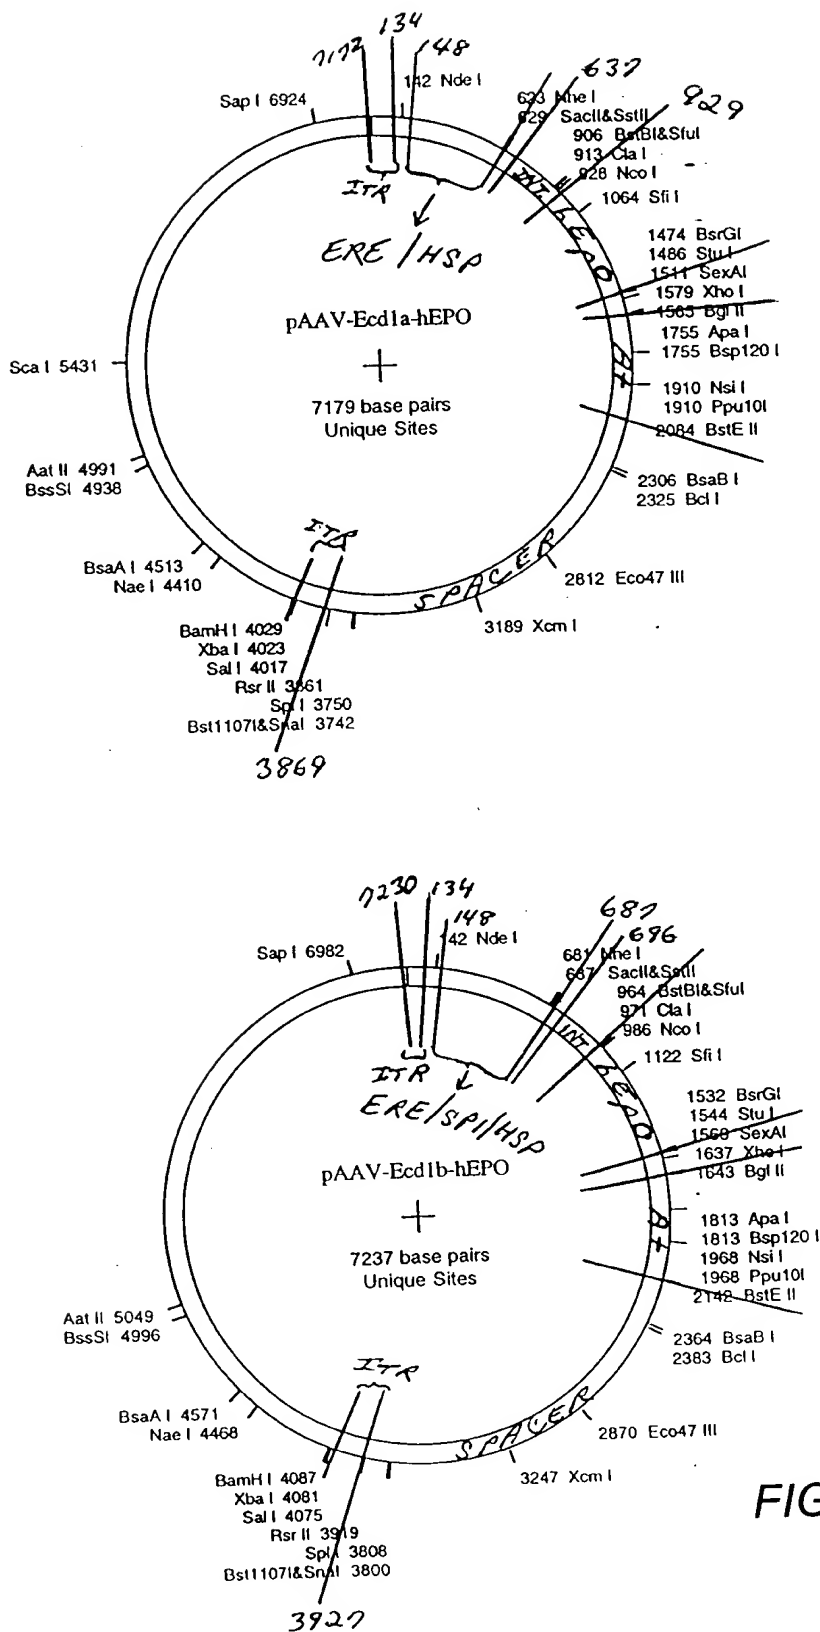 7172
134
148
Sap I 6924
142 Nde I
637
929
623 Nhe I
629 SacII&SstII
906 BstBI&SfuI
913 Cla I
928 Nco I
1064 Sfi I
ITR
INT
hEPO
ERE/HSP
1474 BsrGI
1486 Stu I
1511 SexAI
1579 Xho I
1585 Bgl II
pAAV-Ecd1a-hEPO
1755 Apa I
1755 Bsp120 I
Sca I 5431
A+
7179 base pairs
Unique Sites
1910 Nsi I
1910 Ppu10I
2084 BstE II
Aat II 4991
BssSI 4938
2306 BsaB I
2325 Bcl I
ITR
BsaA I 4513
Nae I 4410
SPACER
2812 Eco47 III
3189 Xcm I
BamH I 4029
Xba I 4023
Sal I 4017
Rsr II 3861
Spl I 3750
Bst1107I&SnaI 3742
3869
7230
134
148
687
696
Sap I 6982
142 Nde I
681 Nhe I
687 SacII&SstII
964 BstBI&SfuI
971 Cla I
986 Nco I
1122 Sfi I
ITR
INT
hEPO
ERE/SP1/HSP
1532 BsrGI
1544 Stu I
1569 SexAI
1637 Xho I
1643 Bgl II
pAAV-Ecd1b-hEPO
1813 Apa I
1813 Bsp120 I
A+
7237 base pairs
Unique Sites
1968 Nsi I
1968 Ppu10I
2142 BstE II
Aat II 5049
BssSI 4996
2364 BsaB I
2383 Bcl I
ITR
BsaA I 4571
Nae I 4468
SPACER
2870 Eco47 III
3247 Xcm I
BamH I 4087
Xba I 4081
Sal I 4075
Rsr II 3919
Spl I 3808
Bst1107I&SnaI 3800
3927
FIG